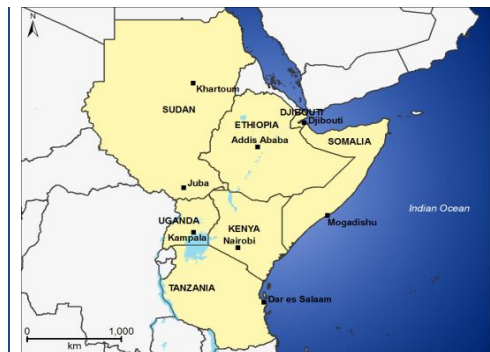 N
Khartoum
SUDAN
DJIBOUTI
Djibouti
ETHIOPIA
Addis Ababa
SOMALIA
Juba
UGANDA
Kampala
KENYA
Nairobi
Mogadishu
Indian Ocean
TANZANIA
Dar es Salaam
0 1,000
km